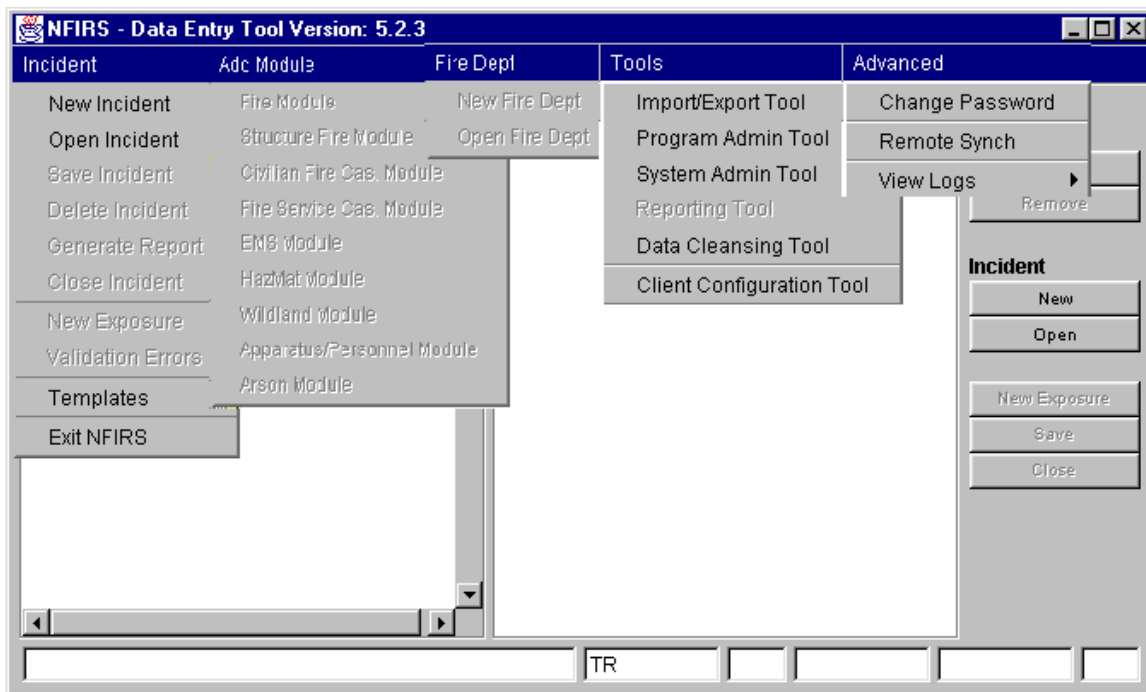 NFIRS - Data Entry Tool Version: 5.2.3
Incident Adc Module Fire Dept Tools Advanced
New Incident
Open Incident
Save Incident
Delete Incident
Generate Report
Close Incident
New Exposure
Validation Errors
Templates
Exit NFIRS
Fire Module
Structure Fire Module
Civilian Fire Cas. Module
Fire Service Cas. Module
EMS Module
HazMat Module
Wildland Module
Apparatus/Personnel Module
Arson Module
New Fire Dept
Open Fire Dept
Import/Export Tool
Program Admin Tool
System Admin Tool
Reporting Tool
Data Cleansing Tool
Client Configuration Tool
Change Password
Remote Synch
View Logs
Remove
Incident
New
Open
New Exposure
Save
Close
TR